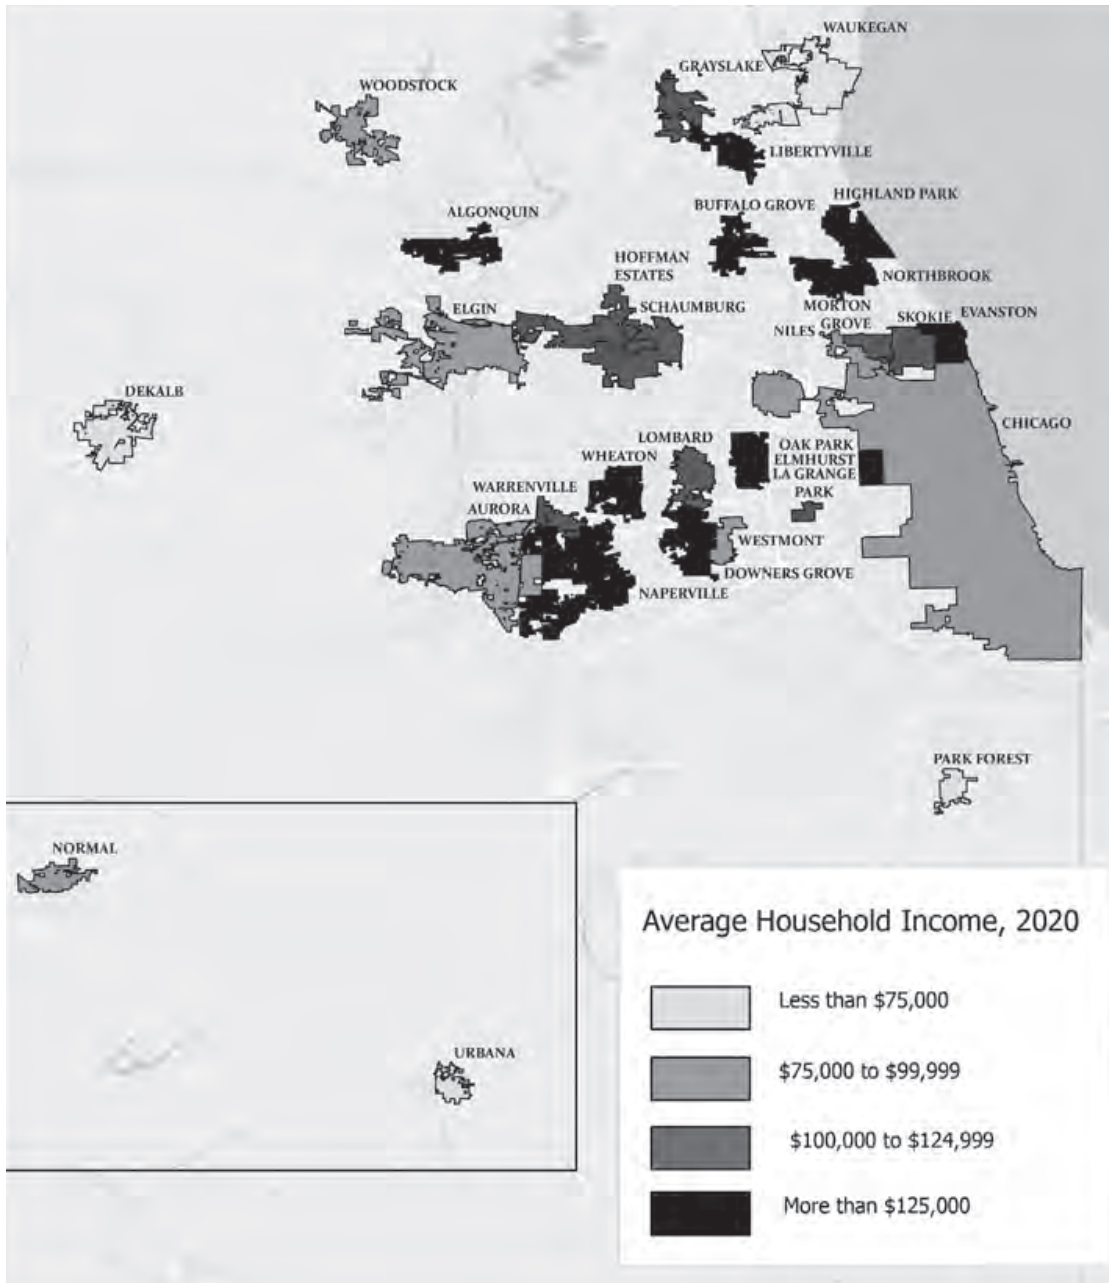 WAUKEGAN
GRAYSLAKE
WOODSTOCK
LIBERTYVILLE
HIGHLAND PARK
BUFFALO GROVE
ALGONQUIN
HOFFMAN
ESTATES
NORTHBROOK
ELGIN
SCHAUMBURG
MORTON
GROVE
NILES
SKOKIE
EVANSTON
DEKALB
CHICAGO
LOMBARD
WHEATON
OAK PARK
ELMHURST
LA GRANGE
PARK
WARRENVILLE
AURORA
WESTMONT
DOWNERS GROVE
NAPERVILLE
PARK FOREST
NORMAL
URBANA
Average Household Income, 2020
Less than $75,000
$75,000 to $99,999
$100,000 to $124,999
More than $125,000